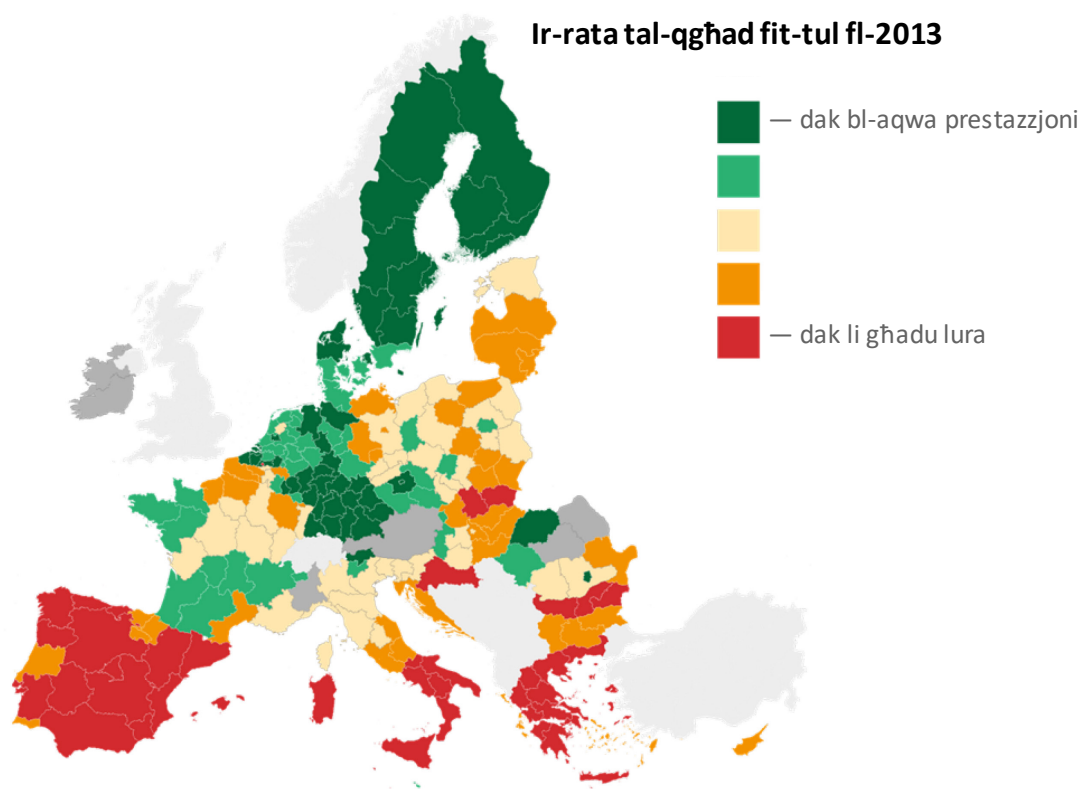 Ir-rata tal-qgħad fit-tul fl-2013
— dak bl-aqwa prestazzjoni
— dak li għadu lura